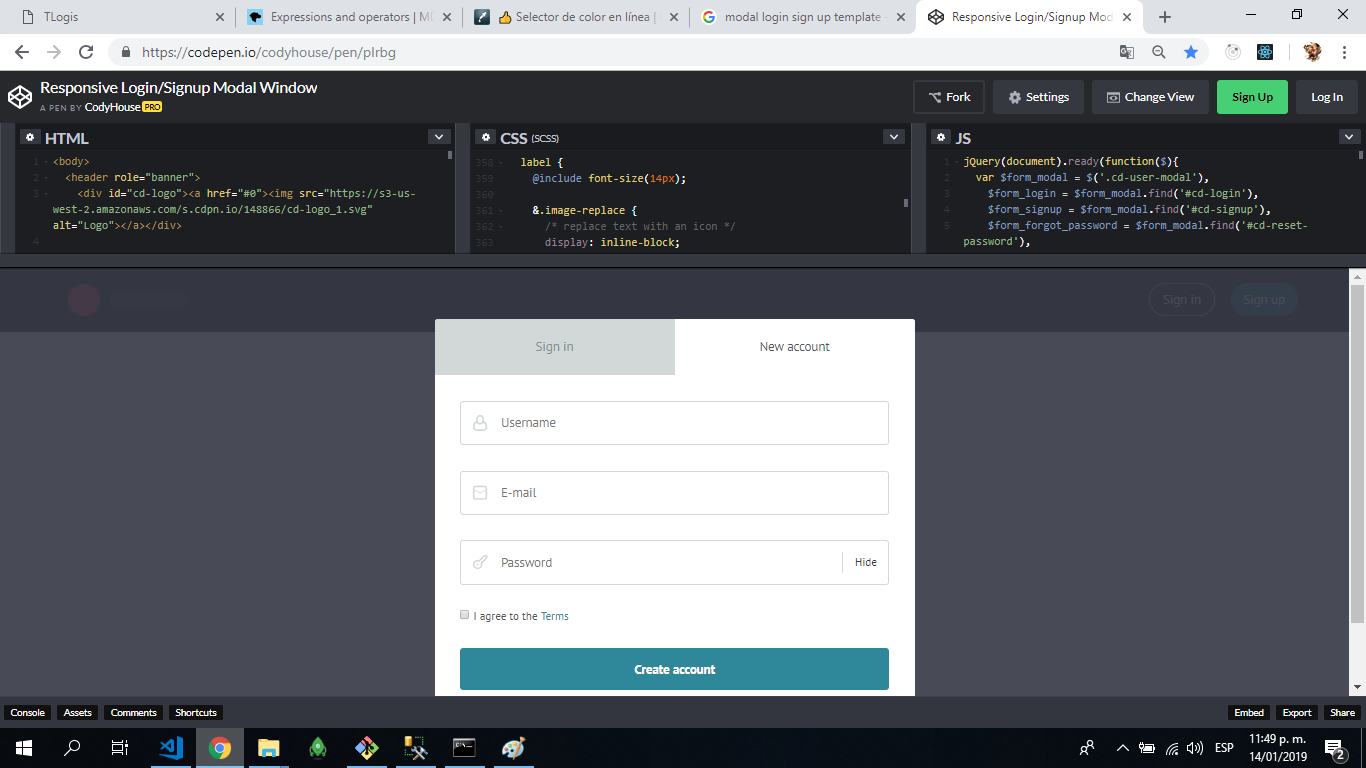 TLogis
Expressions and operators | MD
👍 Selector de color en línea |
modal login sign up template -
Responsive Login/Signup Mod
https://codepen.io/codyhouse/pen/plrbg
Responsive Login/Signup Modal Window
A PEN BY CodyHouse PRO
Fork
Settings
Change View
Sign Up
Log In
HTML
1 <body>
2 <header role="banner">
3 <div id="cd-logo"><a href="#0"><img src="https://s3-us-
west-2.amazonaws.com/s.cdpn.io/148866/cd-logo_1.svg"
alt="Logo"></a></div>
4
CSS (SCSS)
358 label {
359 @include font-size(14px);
360
361 &.image-replace {
362 /* replace text with an icon */
363 display: inline-block;
JS
1 jQuery(document).ready(function($){
2 var $form_modal = $('.cd-user-modal'),
3 $form_login = $form_modal.find('#cd-login'),
4 $form_signup = $form_modal.find('#cd-signup'),
5 $form_forgot_password = $form_modal.find('#cd-reset-
password'),
Sign in
Sign up
Sign in
New account
Username
E-mail
Password
Hide
I agree to the Terms
Create account
Console
Assets
Comments
Shortcuts
Embed
Export
Share
ESP
11:49 p. m.
14/01/2019
2